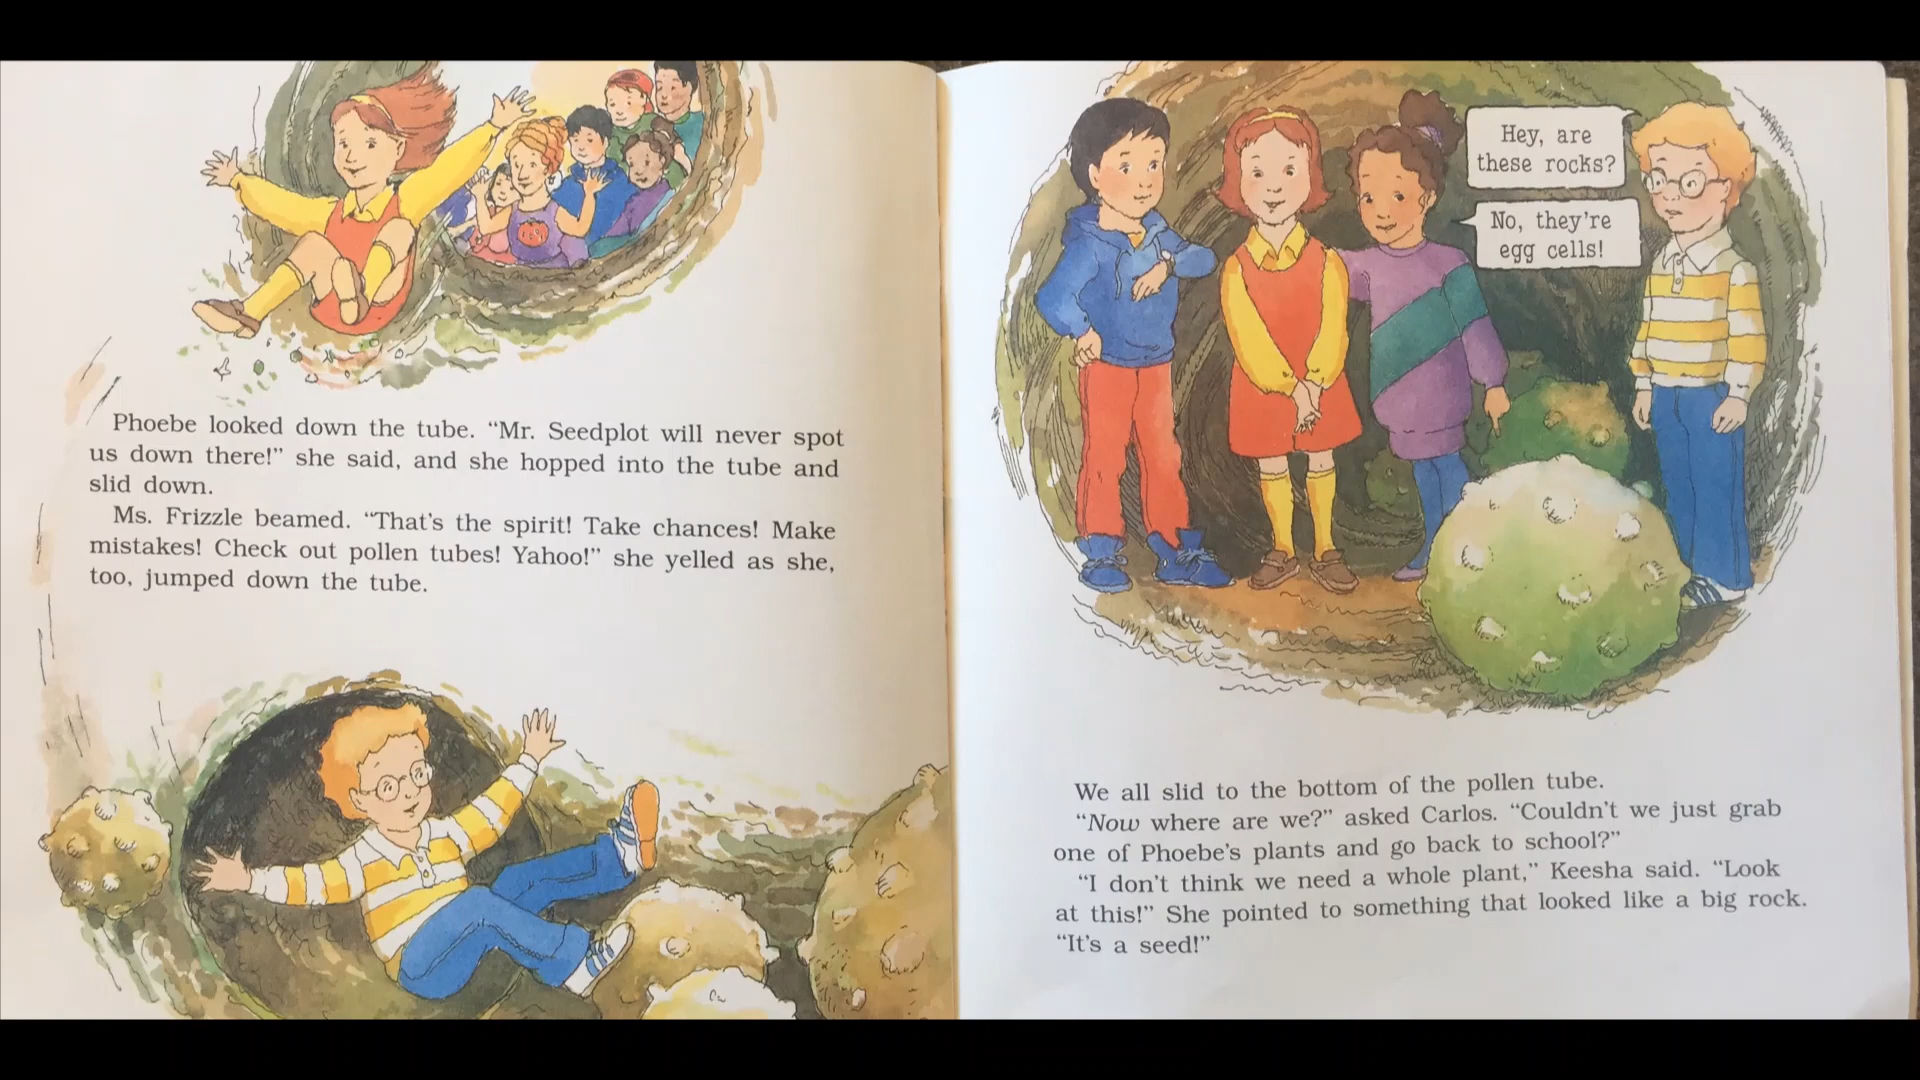 Phoebe looked down the tube. “Mr. Seedplot will never spot
us down there!” she said, and she hopped into the tube and
slid down.
Ms. Frizzle beamed. “That’s the spirit! Take chances! Make
mistakes! Check out pollen tubes! Yahoo!” she yelled as she,
too, jumped down the tube.
Hey, are
these rocks?
No, they’re
egg cells!
We all slid to the bottom of the pollen tube.
“Now where are we?” asked Carlos. “Couldn’t we just grab
one of Phoebe’s plants and go back to school?”
“I don’t think we need a whole plant,” Keesha said. “Look
at this!” She pointed to something that looked like a big rock.
“It’s a seed!”